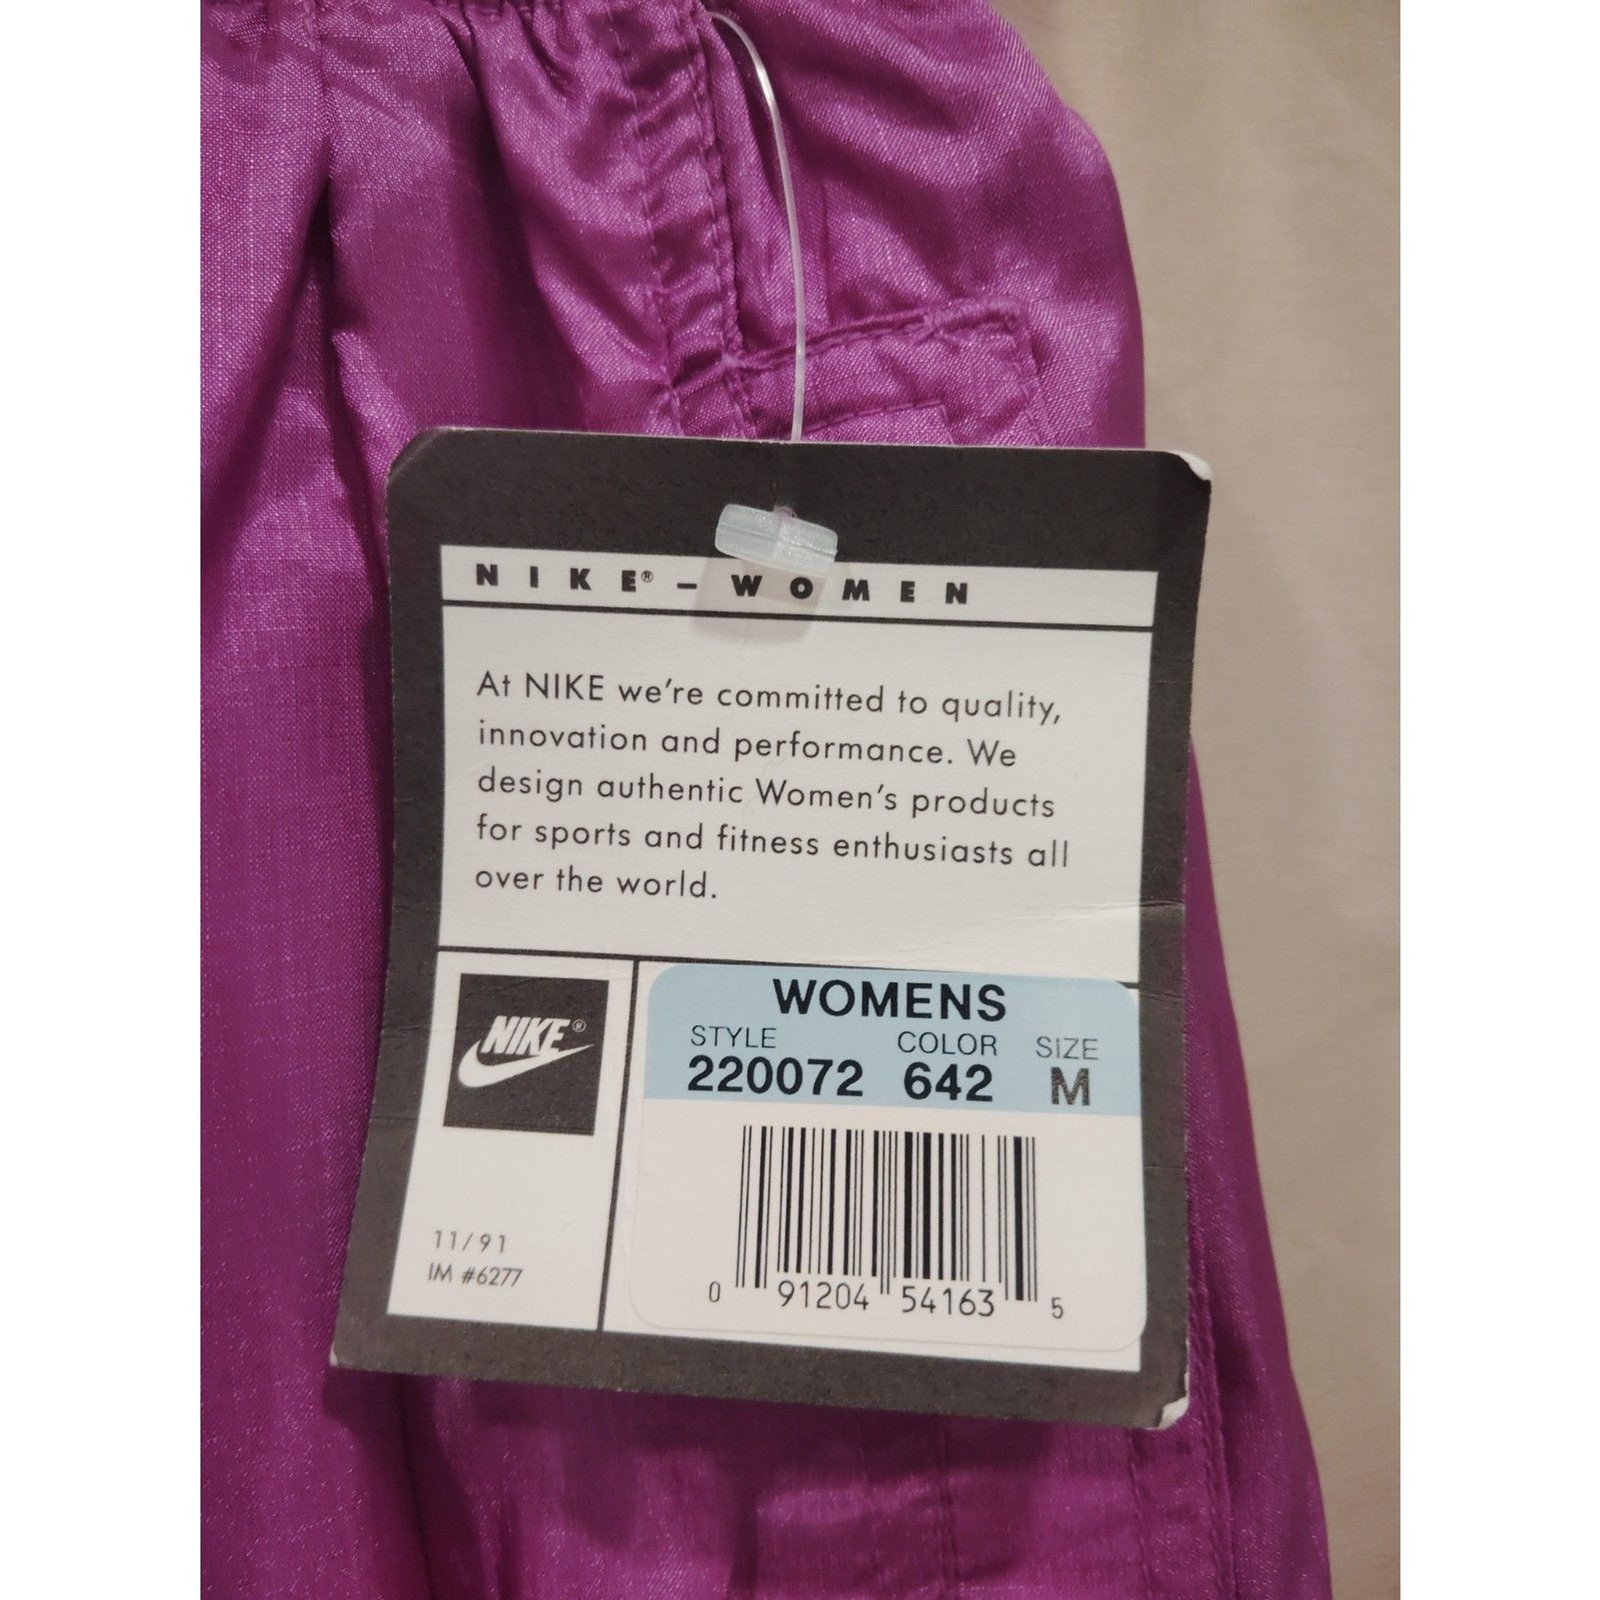 NIKE® – WOMEN
At NIKE we're committed to quality,
innovation and performance. We
design authentic Women's products
for sports and fitness enthusiasts all
over the world.
NIKE®
WOMENS
STYLE COLOR SIZE
220072 642 M
11/91
IM #6277
0 91204 54163 5